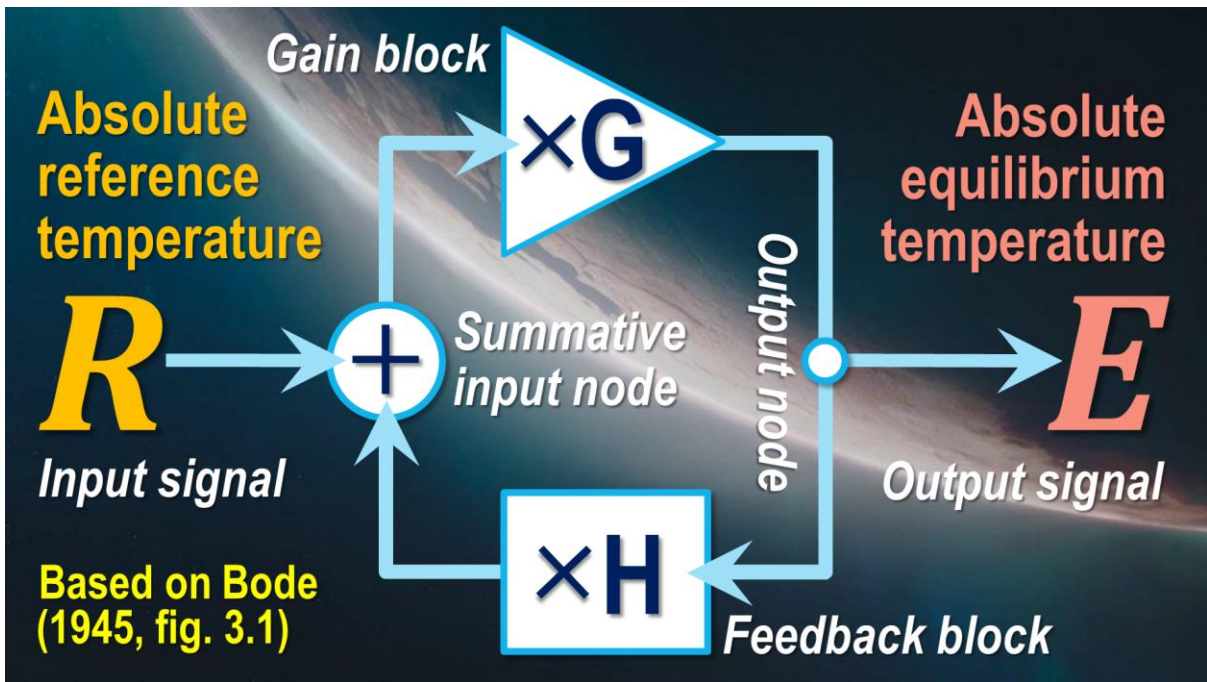 Gain block
×G
Absolute
reference
temperature
Absolute
equilibrium
temperature
R
+
Summative
input node
Output node
E
Input signal
Output signal
×H
Based on Bode
(1945, fig. 3.1)
Feedback block